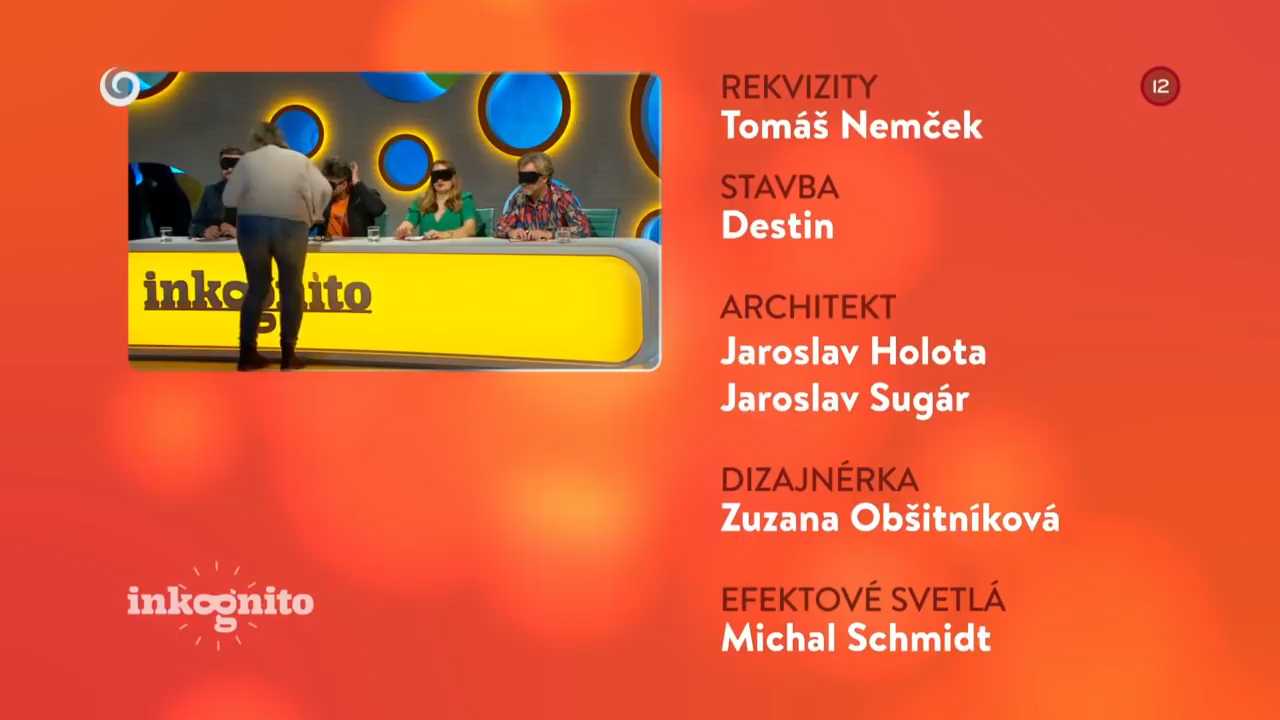 REKVIZITY
Tomáš Nemček
STAVBA
Destin
ARCHITEKT
Jaroslav Holota
Jaroslav Sugár
DIZAJNÉRKA
Zuzana Obšitníková
EFEKTOVÉ SVETLÁ
Michal Schmidt
12
inkognito
inkognito